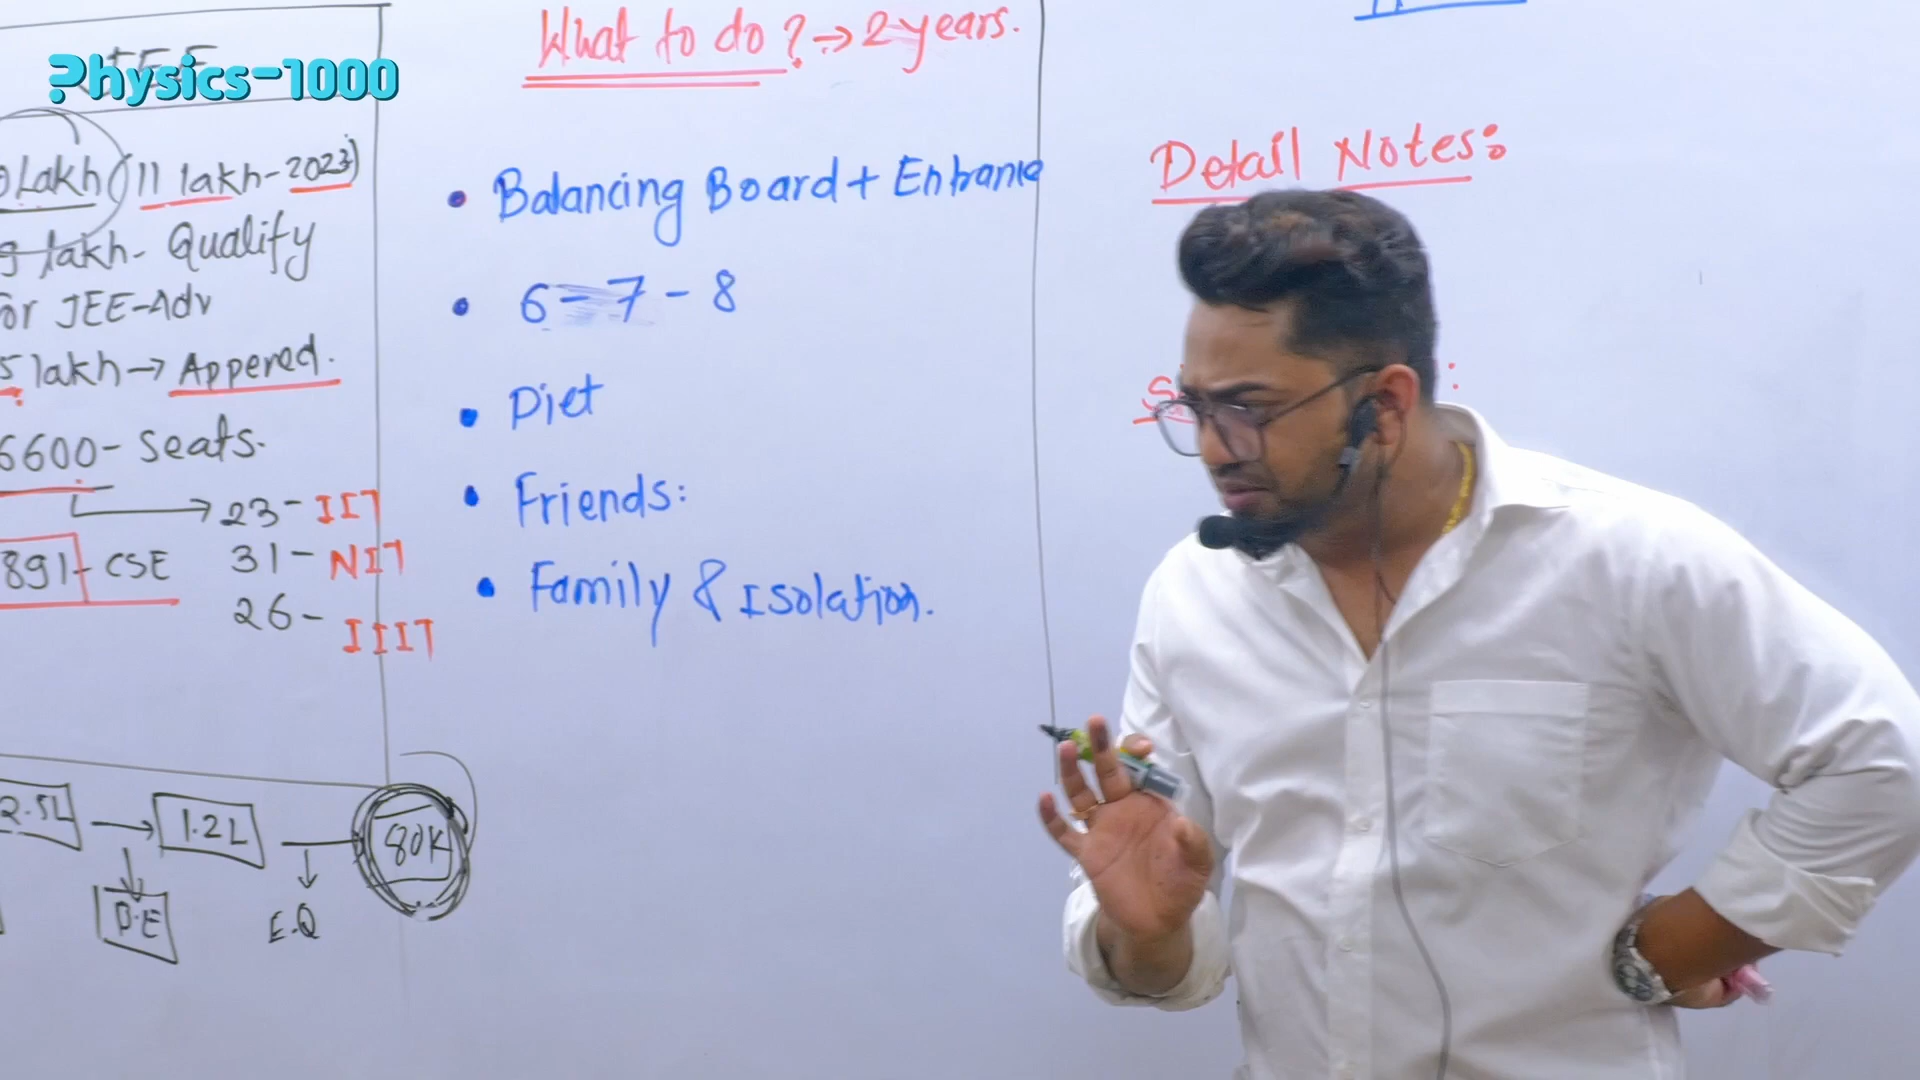 JEE
Physics-1000
Lakh (11 lakh-2023)
lakh- Qualify
for JEE-Adv
5 lakh→ Appered.
6600- Seats.
→ 23- IIT
891- CSE
31- NIT
26- IIIT
2.5L → 1.2L
80K
D.E
E.Q
What to do? → 2 years.
• Balancing Board + Entrance
• 6-7-8
• Diet
• Friends:
• Family & Isolation.
Detail Notes: